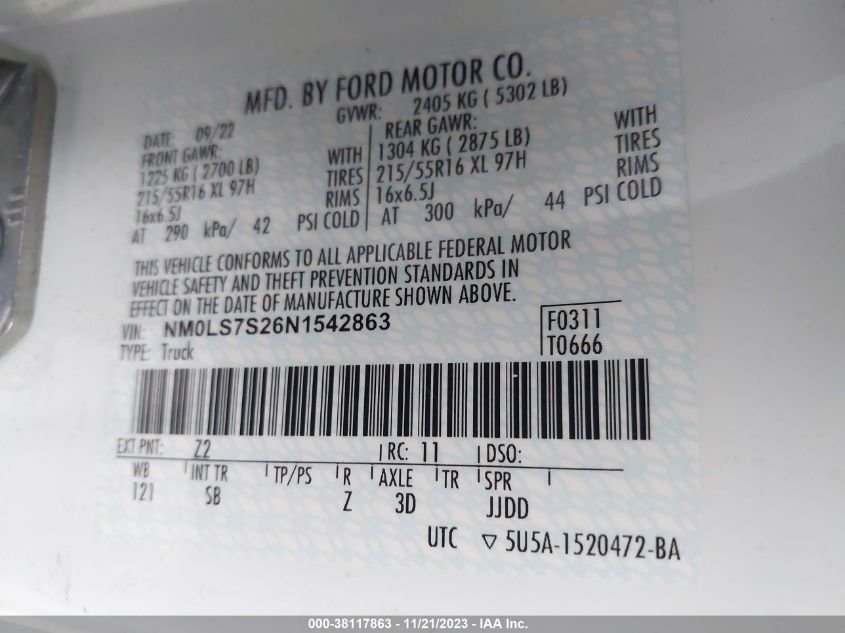 MFD. BY FORD MOTOR CO.
DATE: 09/22 GVWR: 2405 KG ( 5302 LB)
FRONT GAWR: REAR GAWR:
1225 KG ( 2700 LB) WITH 1304 KG ( 2875 LB) WITH
215/55R16 XL 97H TIRES 215/55R16 XL 97H TIRES
16x6.5J RIMS 16x6.5J RIMS
AT 290 kPa/ 42 PSI COLD AT 300 kPa/ 44 PSI COLD
THIS VEHICLE CONFORMS TO ALL APPLICABLE FEDERAL MOTOR
VEHICLE SAFETY AND THEFT PREVENTION STANDARDS IN
EFFECT ON THE DATE OF MANUFACTURE SHOWN ABOVE.
VIN: NM0LS7S26N1542863 F0311
TYPE: Truck T0666
EXT PNT: Z2 RC: 11 DSO:
WB INT TR TP/PS R AXLE TR SPR
121 SB Z 3D JJDD
UTC ▽ 5U5A-1520472-BA
000-38117863 - 11/21/2023 - IAA Inc.